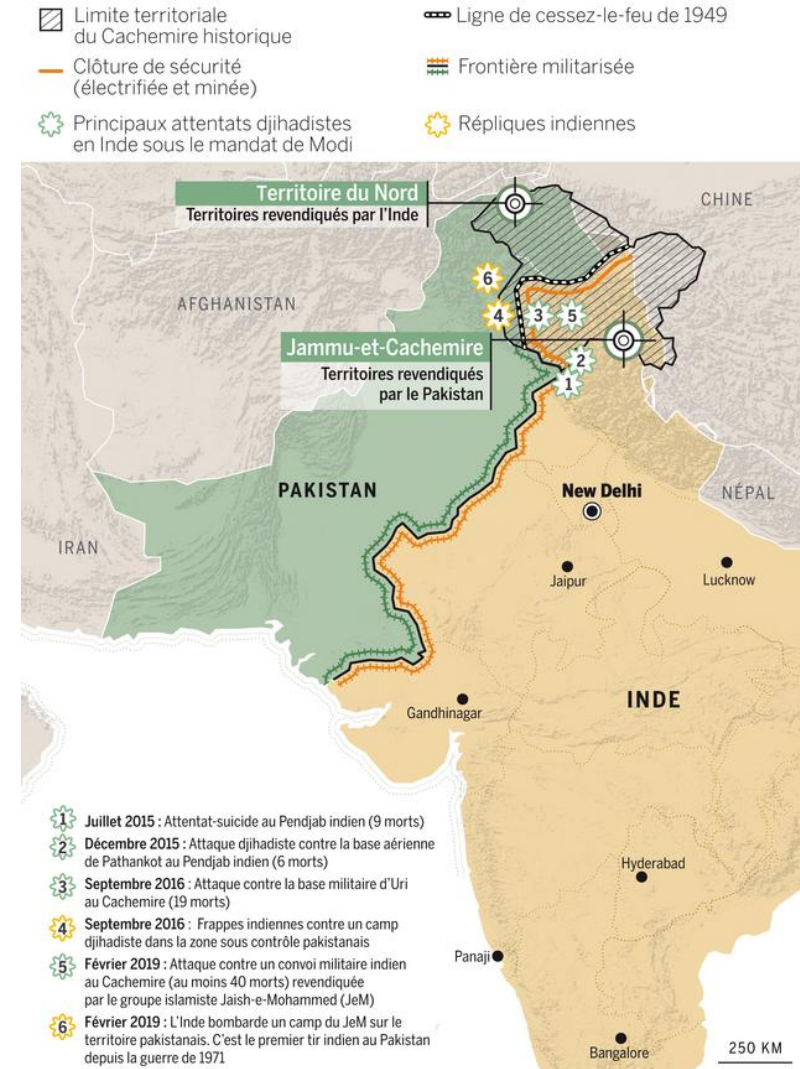 Limite territoriale
du Cachemire historique
Ligne de cessez-le-feu de 1949
Clôture de sécurité
(électrifiée et minée)
Frontière militarisée
Principaux attentats djihadistes
en Inde sous le mandat de Modi
Répliques indiennes
Territoire du Nord
Territoires revendiqués par l'Inde
CHINE
6
AFGHANISTAN
4
3
5
Jammu-et-Cachemire
Territoires revendiqués
par le Pakistan
2
1
PAKISTAN
New Delhi
NÉPAL
IRAN
Jaipur
Lucknow
INDE
Gandhinagar
1 Juillet 2015 : Attentat-suicide au Pendjab indien (9 morts)
2 Décembre 2015 : Attaque djihadiste contre la base aérienne
de Pathankot au Pendjab indien (6 morts)
3 Septembre 2016 : Attaque contre la base militaire d'Uri
au Cachemire (19 morts)
4 Septembre 2016 : Frappes indiennes contre un camp
djihadiste dans la zone sous contrôle pakistanais
5 Février 2019 : Attaque contre un convoi militaire indien
au Cachemire (au moins 40 morts) revendiquée
par le groupe islamiste Jaish-e-Mohammed (JeM)
6 Février 2019 : L'Inde bombarde un camp du JeM sur le
territoire pakistanais. C'est le premier tir indien au Pakistan
depuis la guerre de 1971
Hyderabad
Panaji
Bangalore
250 KM